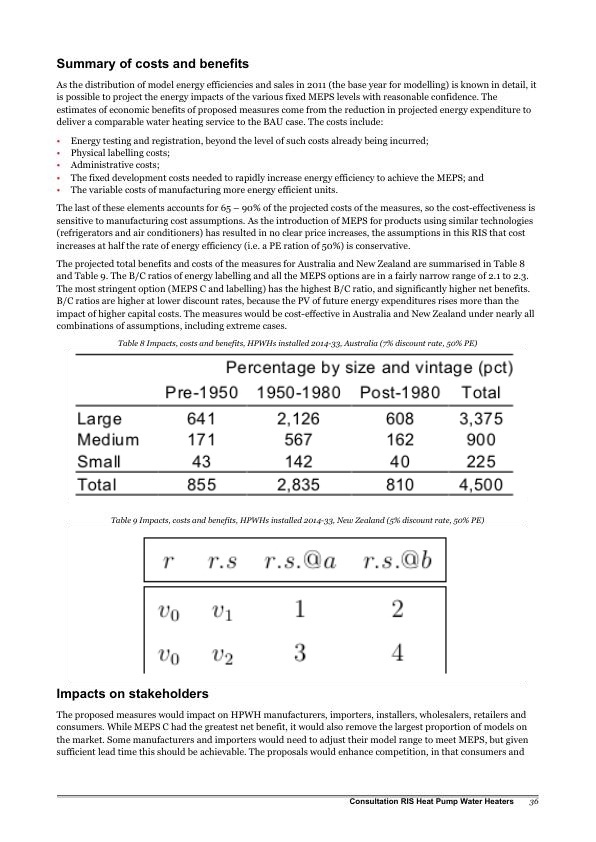 Summary of costs and benefits
As the distribution of model energy efficiencies and sales in 2011 (the base year for modelling) is known in detail, it
is possible to project the energy impacts of the various fixed MEPS levels with reasonable confidence. The
estimates of economic benefits of proposed measures come from the reduction in projected energy expenditure to
deliver a comparable water heating service to the BAU case. The costs include:
• Energy testing and registration, beyond the level of such costs already being incurred;
• Physical labelling costs;
• Administrative costs;
• The fixed development costs needed to rapidly increase energy efficiency to achieve the MEPS; and
• The variable costs of manufacturing more energy efficient units.
The last of these elements accounts for 65 – 90% of the projected costs of the measures, so the cost-effectiveness is
sensitive to manufacturing cost assumptions. As the introduction of MEPS for products using similar technologies
(refrigerators and air conditioners) has resulted in no clear price increases, the assumptions in this RIS that cost
increases at half the rate of energy efficiency (i.e. a PE ration of 50%) is conservative.
The projected total benefits and costs of the measures for Australia and New Zealand are summarised in Table 8
and Table 9. The B/C ratios of energy labelling and all the MEPS options are in a fairly narrow range of 2.1 to 2.3.
The most stringent option (MEPS C and labelling) has the highest B/C ratio, and significantly higher net benefits.
B/C ratios are higher at lower discount rates, because the PV of future energy expenditures rises more than the
impact of higher capital costs. The measures would be cost-effective in Australia and New Zealand under nearly all
combinations of assumptions, including extreme cases.
Table 8 Impacts, costs and benefits, HPWHs installed 2014-33, Australia (7% discount rate, 50% PE)
Percentage by size and vintage (pct)
Pre-1950 1950-1980 Post-1980 Total
Large 641 2,126 608 3,375
Medium 171 567 162 900
Small 43 142 40 225
Total 855 2,835 810 4,500
Table 9 Impacts, costs and benefits, HPWHs installed 2014-33, New Zealand (5% discount rate, 50% PE)
r r.s r.s.@a r.s.@b
v0 v1 1 2
v0 v2 3 4
Impacts on stakeholders
The proposed measures would impact on HPWH manufacturers, importers, installers, wholesalers, retailers and
consumers. While MEPS C had the greatest net benefit, it would also remove the largest proportion of models on
the market. Some manufacturers and importers would need to adjust their model range to meet MEPS, but given
sufficient lead time this should be achievable. The proposals would enhance competition, in that consumers and
Consultation RIS Heat Pump Water Heaters 36